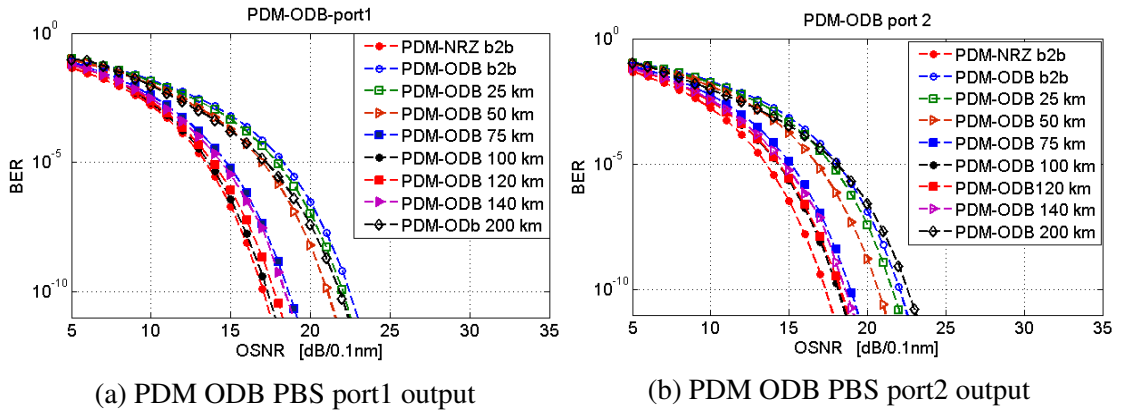 PDM-ODB-port1
10^0
10^-5
10^-10
BER
5 10 15 20 25 30 35
OSNR [dB/0.1nm]
PDM-NRZ b2b
PDM-ODB b2b
PDM-ODB 25 km
PDM-ODB 50 km
PDM-ODB 75 km
PDM-ODB 100 km
PDM-ODB 120 km
PDM-ODB 140 km
PDM-ODb 200 km
(a) PDM ODB PBS port1 output
PDM-ODB port 2
10^0
10^-5
10^-10
BER
5 10 15 20 25 30 35
OSNR [dB/0.1nm]
PDM-NRZ b2b
PDM-ODB b2b
PDM-ODB 25 km
PDM-ODB 50 km
PDM-ODB 75 km
PDM-ODB 100 km
PDM-ODB120 km
PDM-ODB 140 km
PDM-ODB 200 km
(b) PDM ODB PBS port2 output